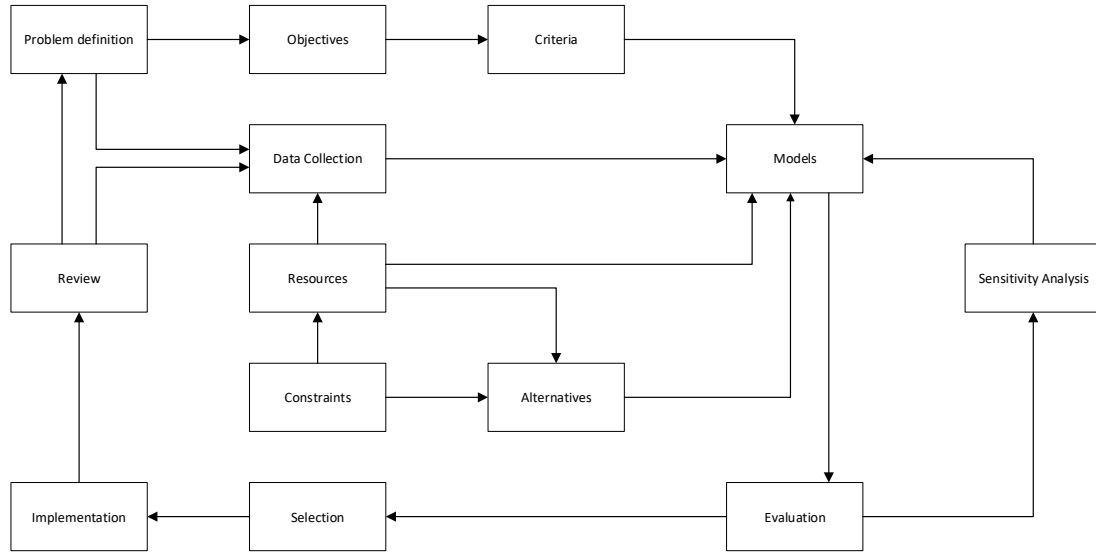 Problem definition
Objectives
Criteria
Data Collection
Models
Review
Resources
Sensitivity Analysis
Constraints
Alternatives
Implementation
Selection
Evaluation